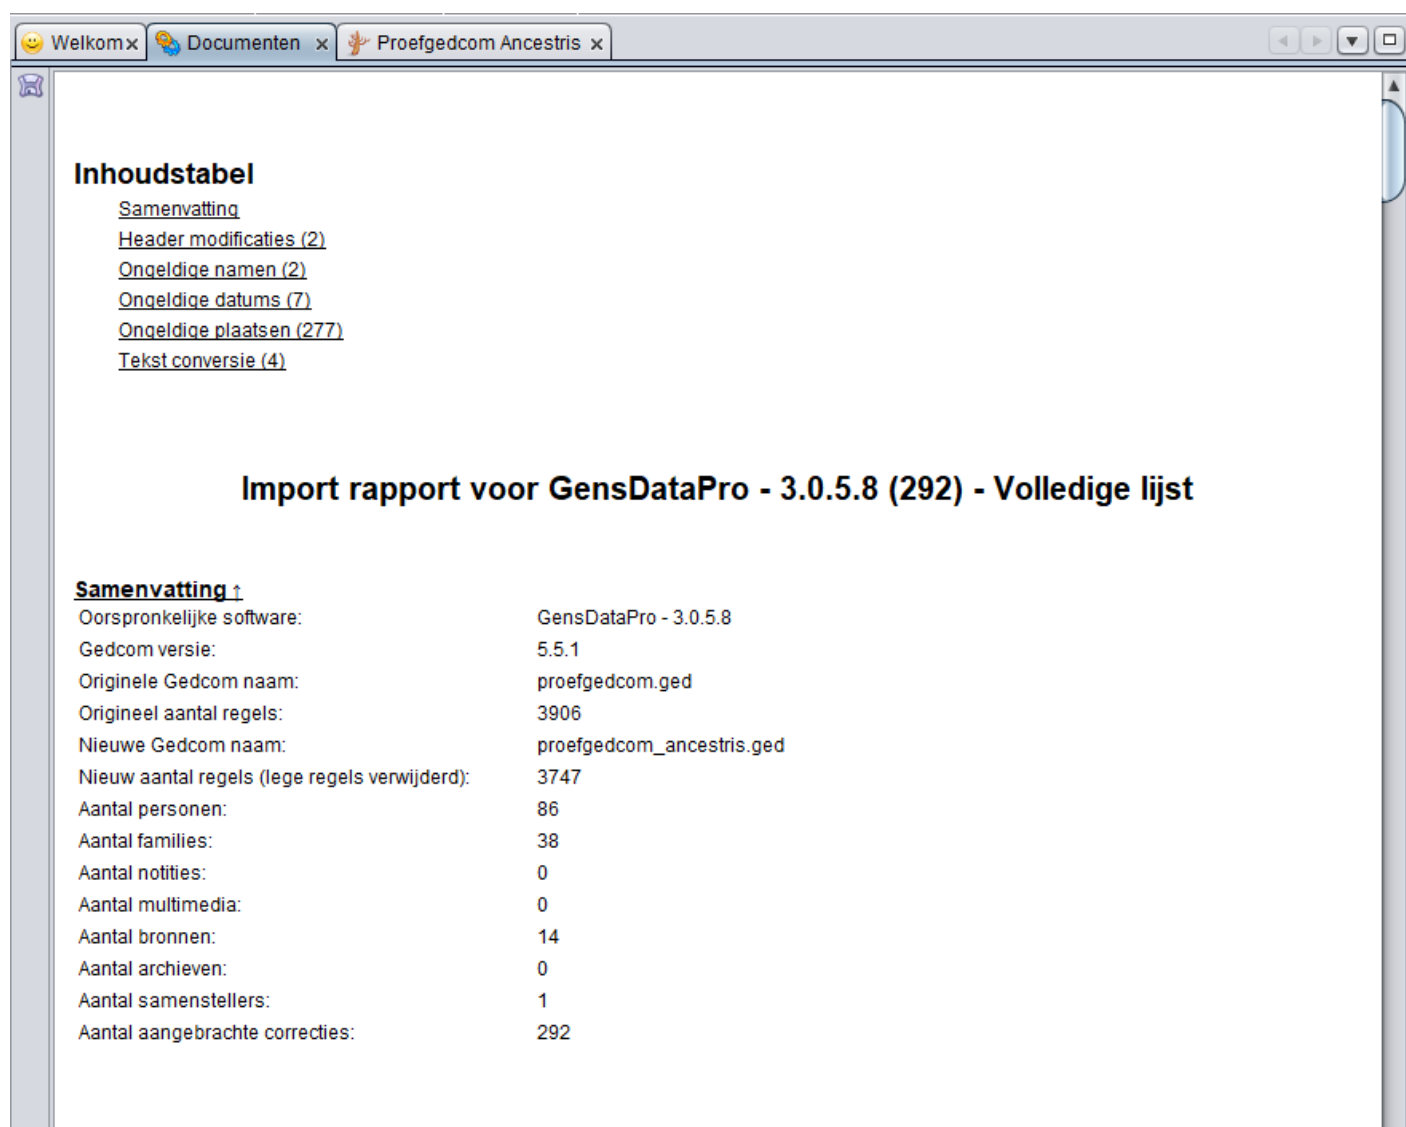 Welkom x Documenten x Proefgedcom Ancestris x
Inhoudstabel
Samenvatting
Header modificaties (2)
Ongeldige namen (2)
Ongeldige datums (7)
Ongeldige plaatsen (277)
Tekst conversie (4)
Import rapport voor GensDataPro - 3.0.5.8 (292) - Volledige lijst
Samenvatting ↑
Oorspronkelijke software: GensDataPro - 3.0.5.8
Gedcom versie: 5.5.1
Originele Gedcom naam: proefgedcom.ged
Origineel aantal regels: 3906
Nieuwe Gedcom naam: proefgedcom_ancestris.ged
Nieuw aantal regels (lege regels verwijderd): 3747
Aantal personen: 86
Aantal families: 38
Aantal notities: 0
Aantal multimedia: 0
Aantal bronnen: 14
Aantal archieven: 0
Aantal samenstellers: 1
Aantal aangebrachte correcties: 292